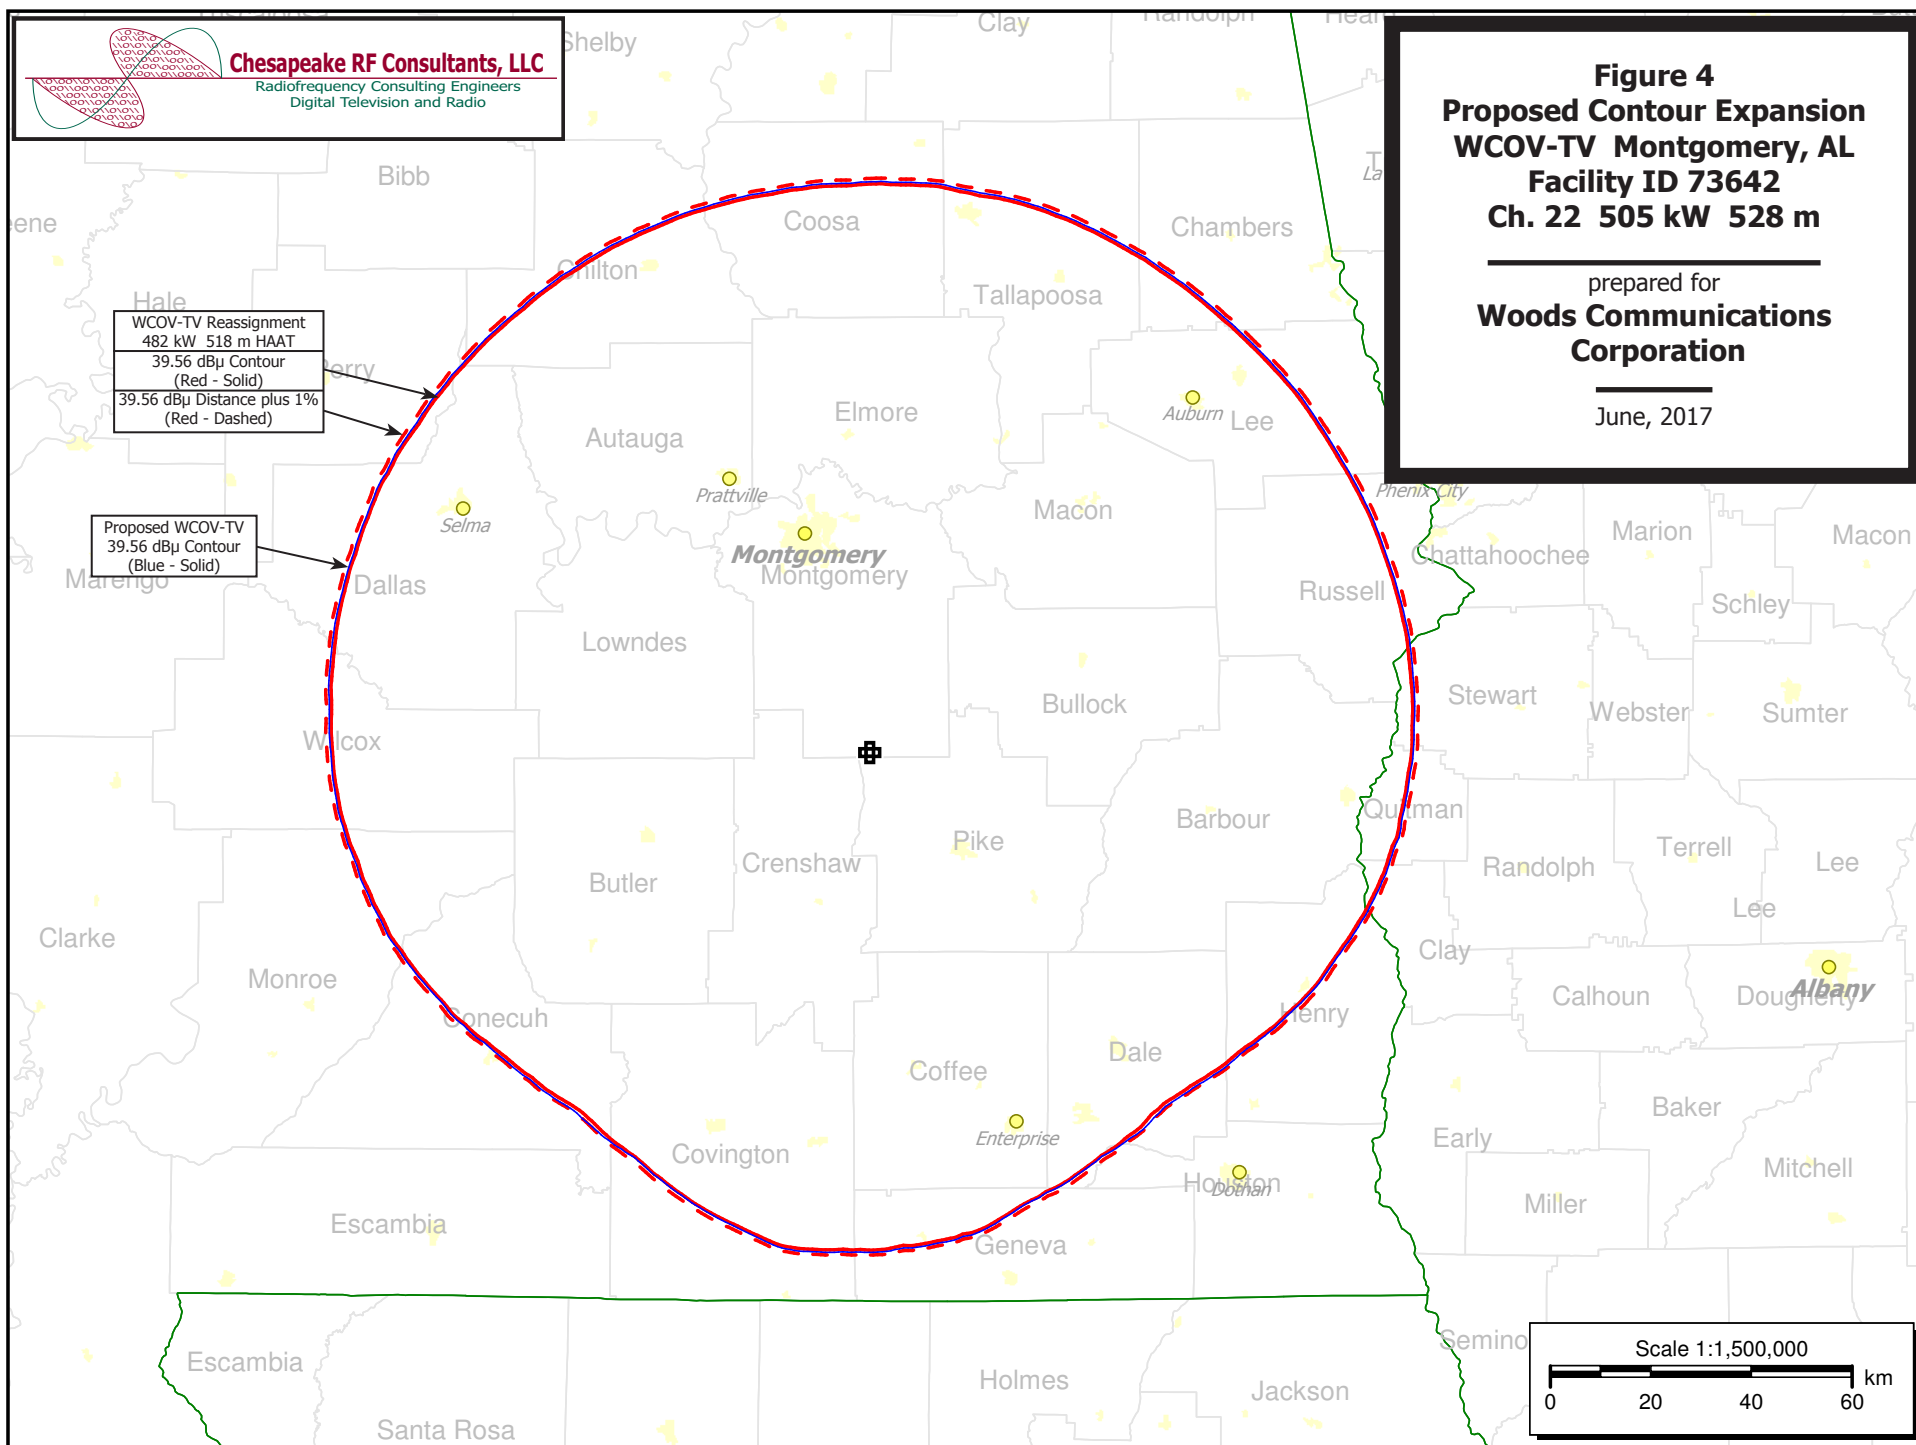 Chesapeake RF Consultants, LLC
Radiofrequency Consulting Engineers
Digital Television and Radio
Figure 4
Proposed Contour Expansion
WCOV-TV Montgomery, AL
Facility ID 73642
Ch. 22 505 kW 528 m
prepared for
Woods Communications
Corporation
June, 2017
WCOV-TV Reassignment
482 kW 518 m HAAT
39.56 dBµ Contour
(Red - Solid)
39.56 dBµ Distance plus 1%
(Red - Dashed)
Proposed WCOV-TV
39.56 dBµ Contour
(Blue - Solid)
Shelby
Clay
Randolph
Bibb
Coosa
Chambers
Chilton
Tallapoosa
Hale
Elmore
Autauga
Auburn
Lee
Prattville
Selma
Macon
Phenix City
Montgomery
Montgomery
Chattahoochee
Marion
Macon
Marengo
Dallas
Russell
Schley
Lowndes
Bullock
Stewart
Webster
Sumter
Wilcox
Barbour
Quitman
Pike
Crenshaw
Butler
Randolph
Terrell
Lee
Lee
Clarke
Monroe
Clay
Calhoun
Dougherty
Albany
Conecuh
Henry
Coffee
Dale
Baker
Enterprise
Covington
Early
Mitchell
Houston
Dothan
Miller
Escambia
Geneva
Escambia
Holmes
Jackson
Santa Rosa
Semino
Scale 1:1,500,000
km
0 20 40 60